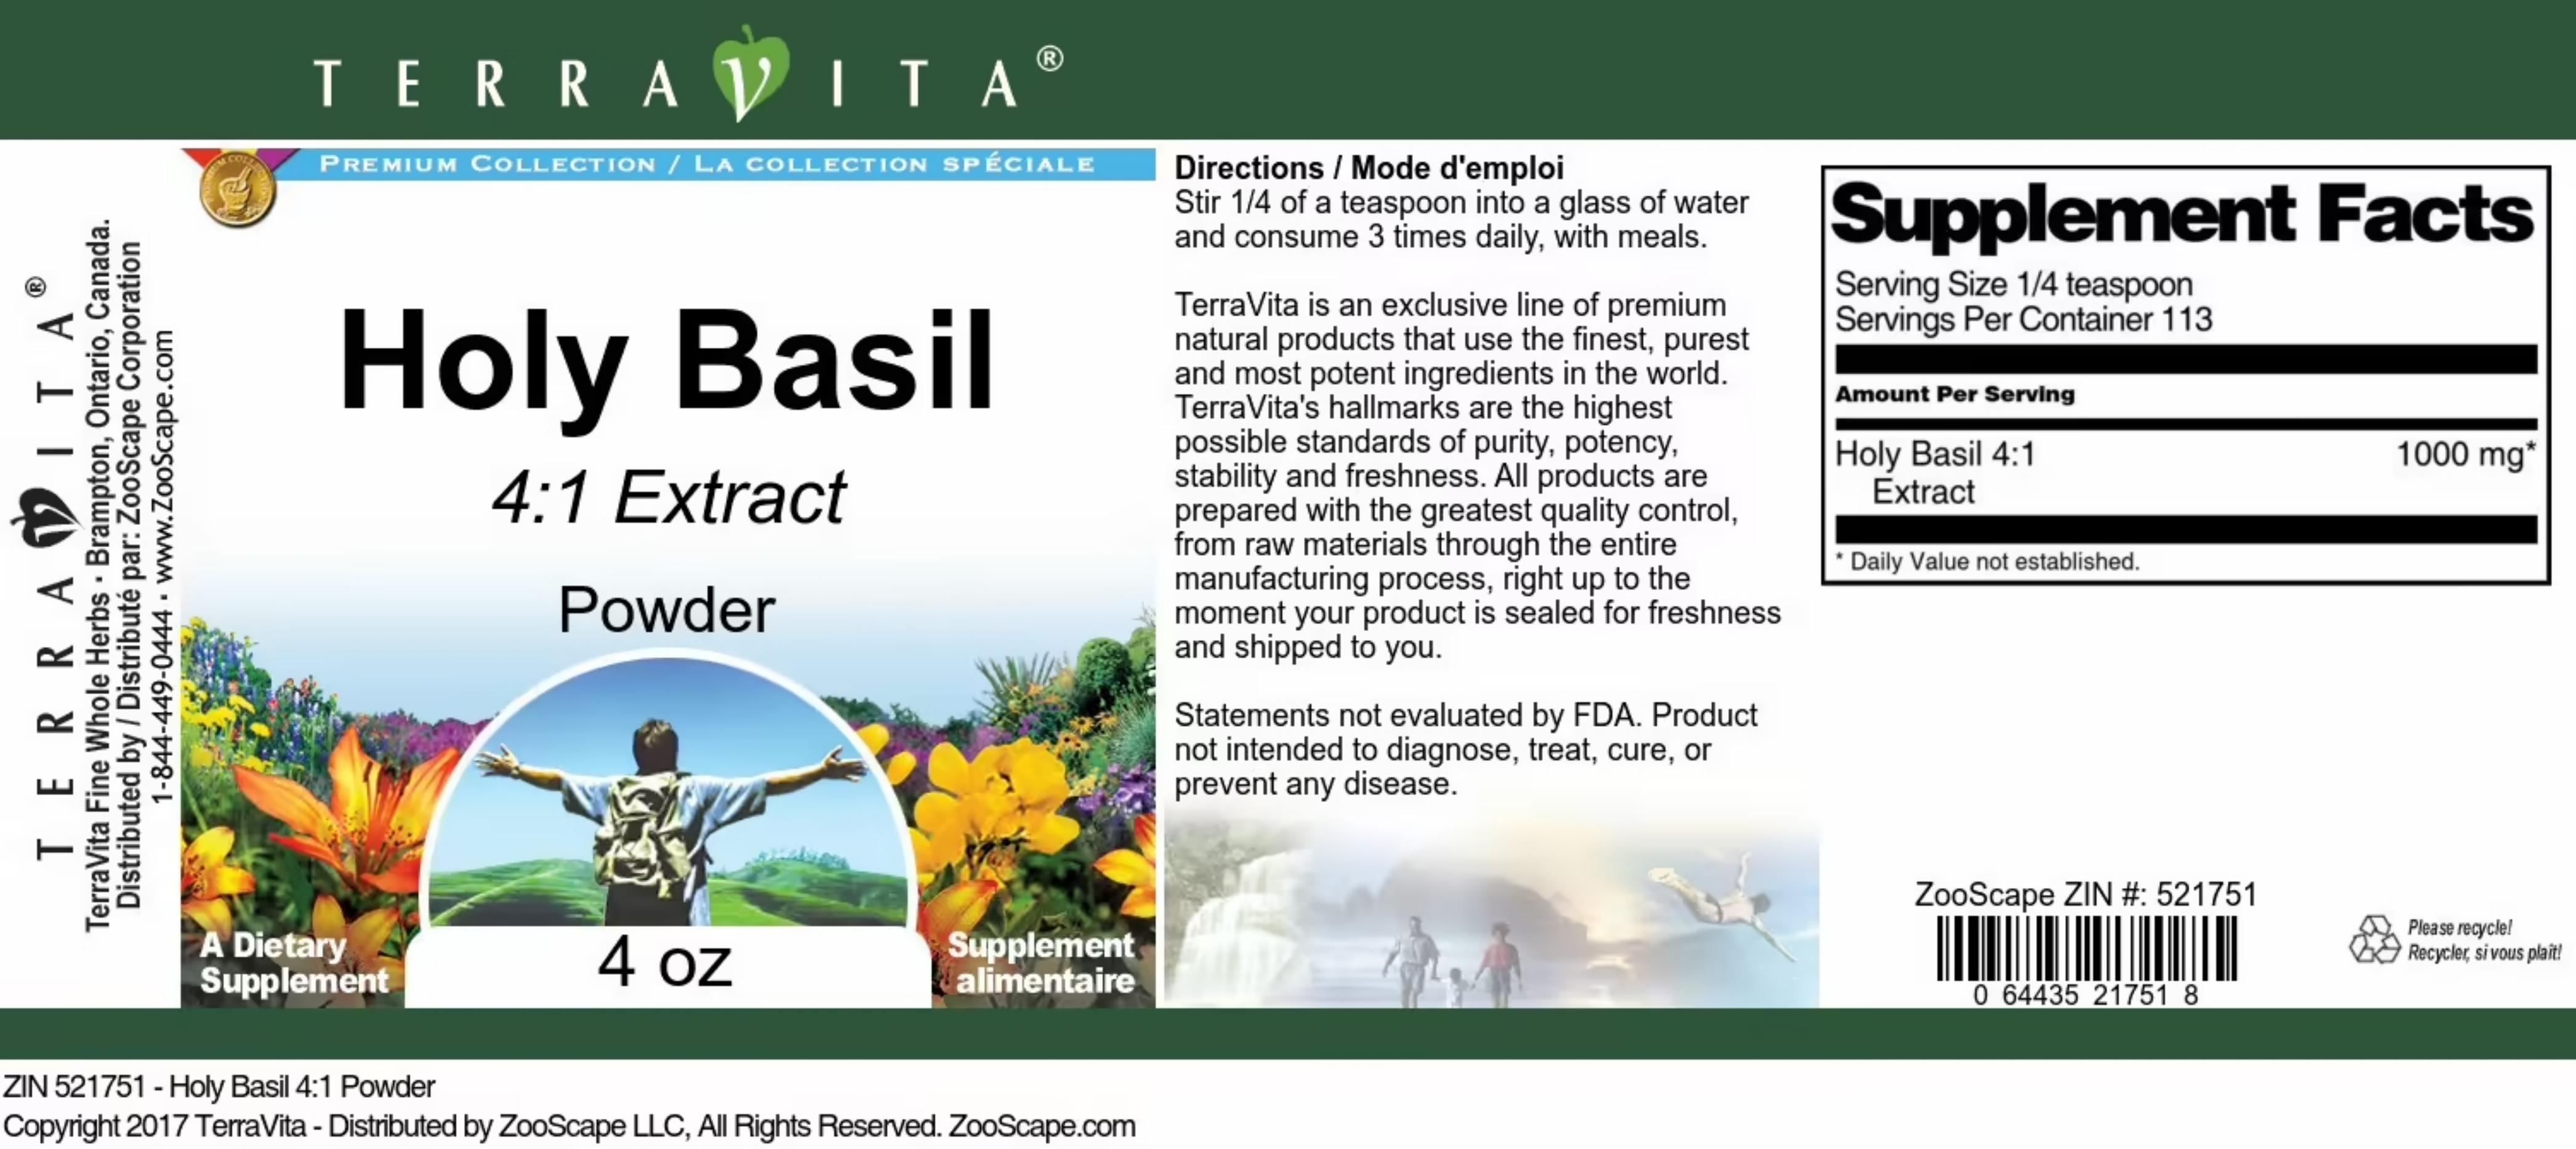 TERRAVITA®
TERRAVITA®
TerraVita Fine Whole Herbs · Brampton, Ontario, Canada.
Distributed by / Distribué par: ZooScape Corporation
1-844-449-0444 · www.ZooScape.com
PREMIUM COLLECTION / LA COLLECTION SPÉCIALE
Holy Basil
4:1 Extract
Powder
A Dietary
Supplement
4 oz
Supplement
alimentaire
Directions / Mode d'emploi
Stir 1/4 of a teaspoon into a glass of water
and consume 3 times daily, with meals.
TerraVita is an exclusive line of premium
natural products that use the finest, purest
and most potent ingredients in the world.
TerraVita's hallmarks are the highest
possible standards of purity, potency,
stability and freshness. All products are
prepared with the greatest quality control,
from raw materials through the entire
manufacturing process, right up to the
moment your product is sealed for freshness
and shipped to you.
Statements not evaluated by FDA. Product
not intended to diagnose, treat, cure, or
prevent any disease.
Supplement Facts
Serving Size 1/4 teaspoon
Servings Per Container 113
Amount Per Serving
Holy Basil 4:1 1000 mg*
Extract
* Daily Value not established.
ZooScape ZIN #: 521751
0 64435 21751 8
Please recycle!
Recycler, si vous plaît!
ZIN 521751 - Holy Basil 4:1 Powder
Copyright 2017 TerraVita - Distributed by ZooScape LLC, All Rights Reserved. ZooScape.com